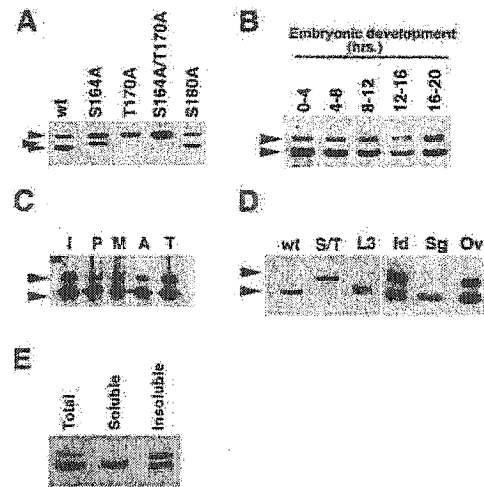 A
wt
S164A
T170A
S164A/T170A
S180A
B
Embryonic development
(hrs.)
0-4
4-8
8-12
12-16
16-20
C
I P M A T
D
wt S/T L3 Id Sg Ov
E
Total
Soluble
Insoluble